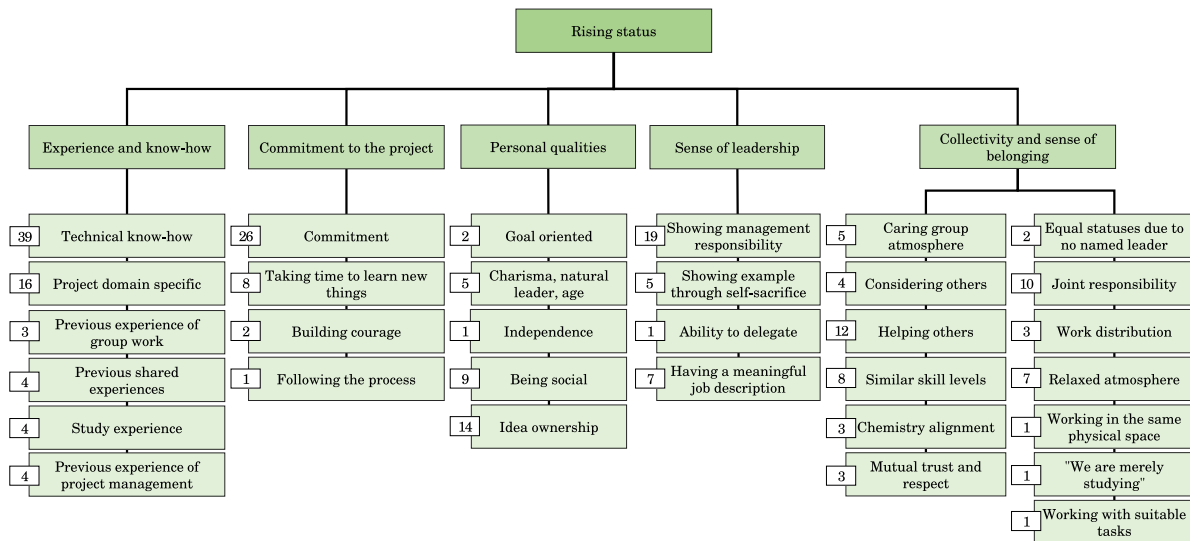 Rising status
Experience and know-how
Commitment to the project
Personal qualities
Sense of leadership
Collectivity and sense of
belonging
39
Technical know-how
16
Project domain specific
3
Previous experience of
group work
4
Previous shared
experiences
4
Study experience
4
Previous experience of
project management
26
Commitment
8
Taking time to learn new
things
2
Building courage
1
Following the process
2
Goal oriented
5
Charisma, natural
leader, age
1
Independence
9
Being social
14
Idea ownership
19
Showing management
responsibility
5
Showing example
through self-sacrifice
1
Ability to delegate
7
Having a meaningful
job description
5
Caring group
atmosphere
4
Considering others
12
Helping others
8
Similar skill levels
3
Chemistry alignment
3
Mutual trust and
respect
2
Equal statuses due to
no named leader
10
Joint responsibility
3
Work distribution
7
Relaxed atmosphere
1
Working in the same
physical space
1
"We are merely
studying"
1
Working with suitable
tasks